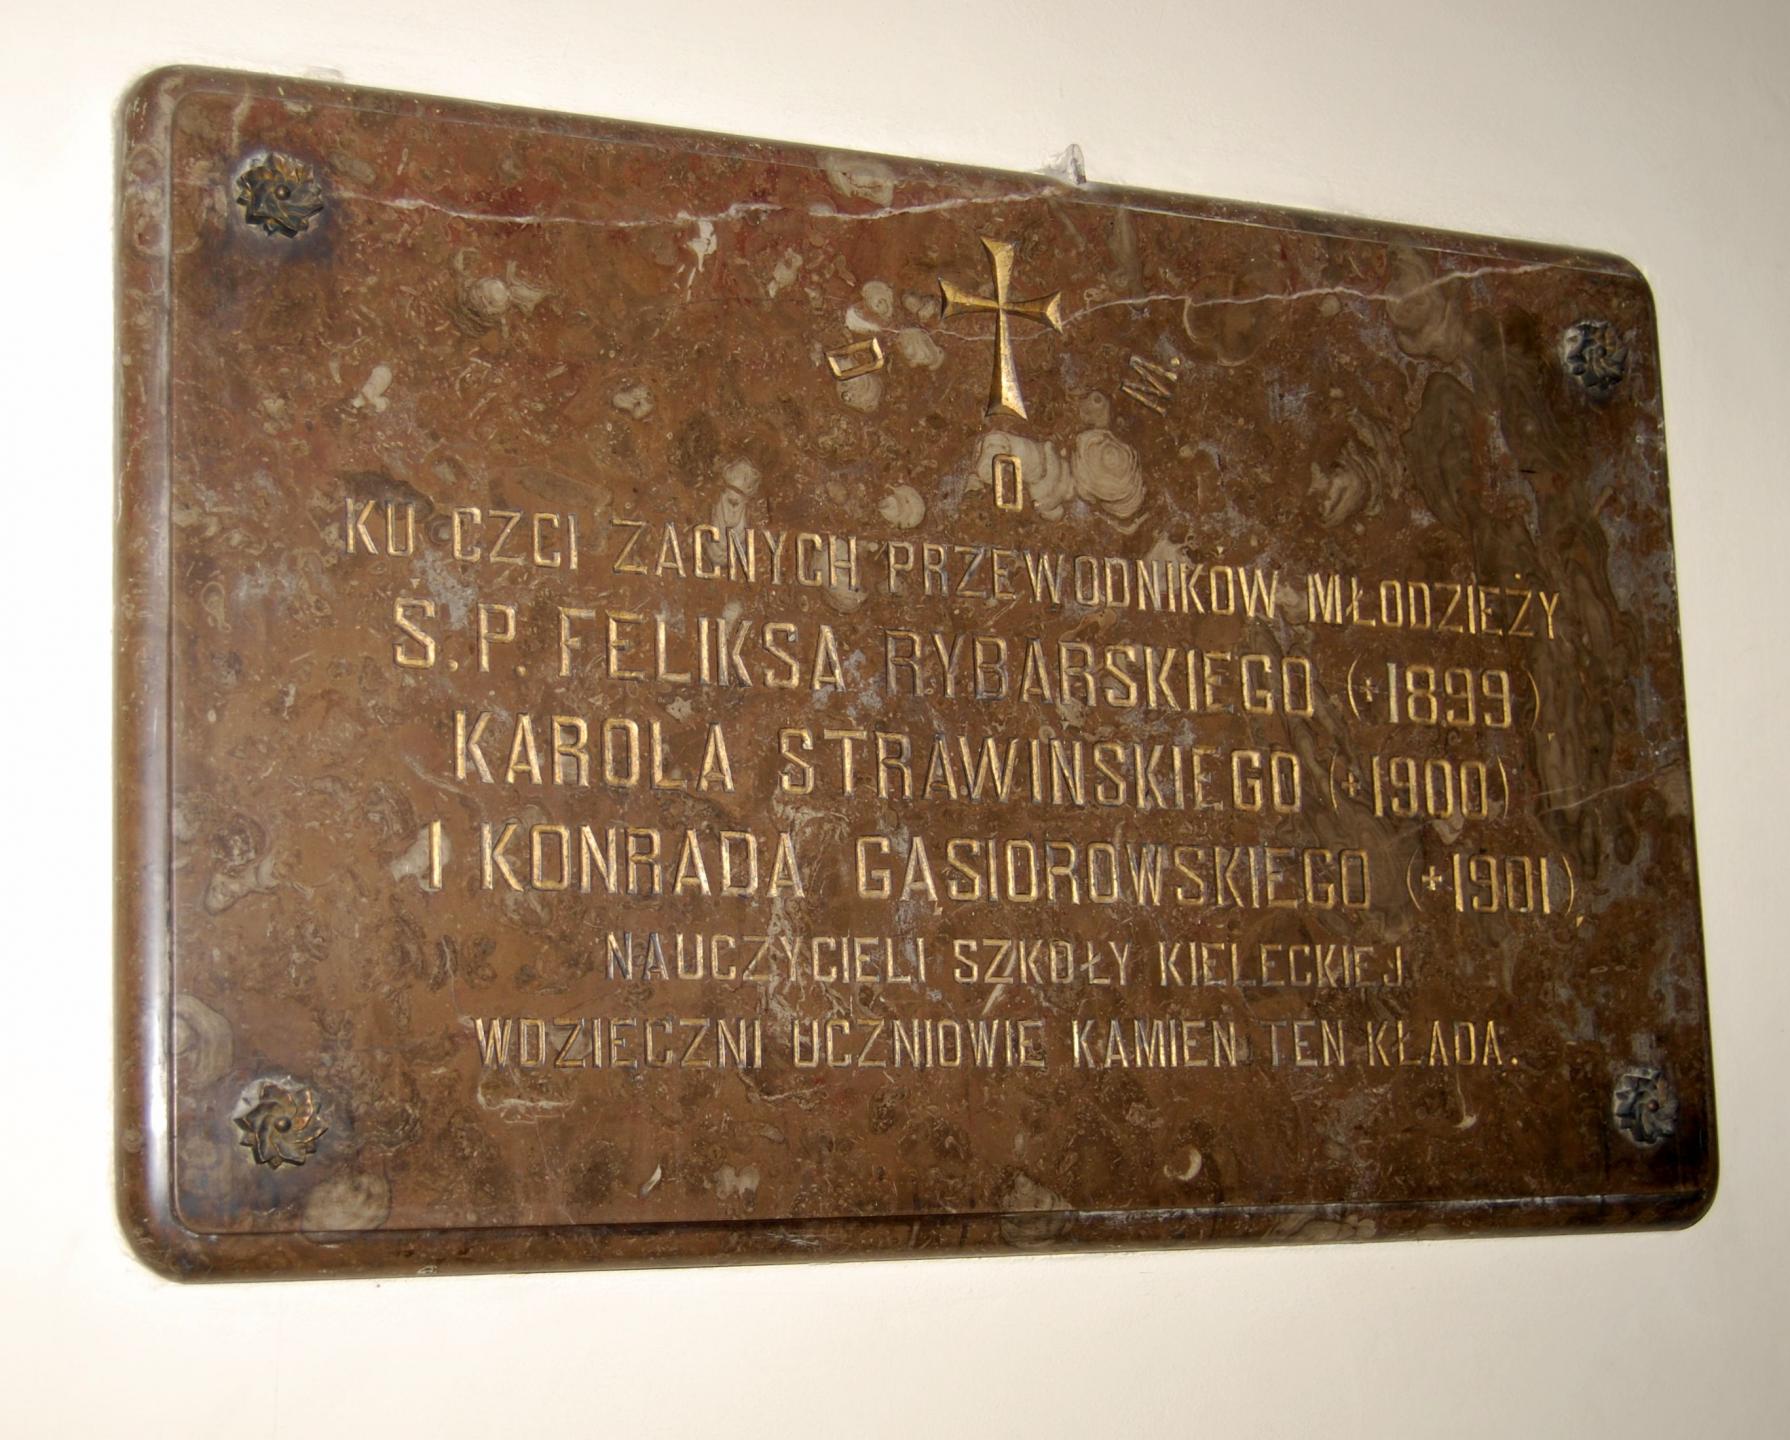 D O M.
KU CZCI ZACNYCH PRZEWODNIKÓW MŁODZIEŻY
Ś.P. FELIKSA RYBARSKIEGO (+1899)
KAROLA STRAWIŃSKIEGO (+1900)
I KONRADA GĄSIOROWSKIEGO (+1901),
NAUCZYCIELI SZKOŁY KIELECKIEJ.
WDZIĘCZNI UCZNIOWIE KAMIEŃ TEN KŁADĄ.